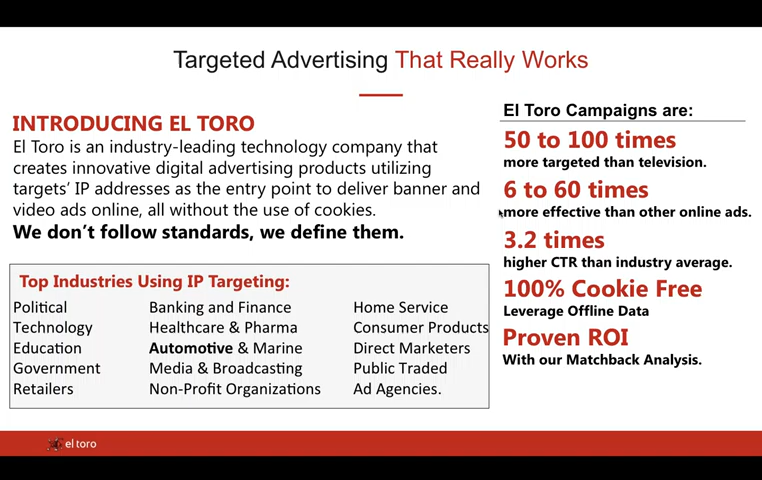 Targeted Advertising That Really Works
INTRODUCING EL TORO
El Toro is an industry-leading technology company that
creates innovative digital advertising products utilizing
targets' IP addresses as the entry point to deliver banner and
video ads online, all without the use of cookies.
We don't follow standards, we define them.
Top Industries Using IP Targeting:
Political
Technology
Education
Government
Retailers
Banking and Finance
Healthcare & Pharma
Automotive & Marine
Media & Broadcasting
Non-Profit Organizations
Home Service
Consumer Products
Direct Marketers
Public Traded
Ad Agencies.
El Toro Campaigns are:
50 to 100 times
more targeted than television.
6 to 60 times
more effective than other online ads.
3.2 times
higher CTR than industry average.
100% Cookie Free
Leverage Offline Data
Proven ROI
With our Matchback Analysis.
el toro